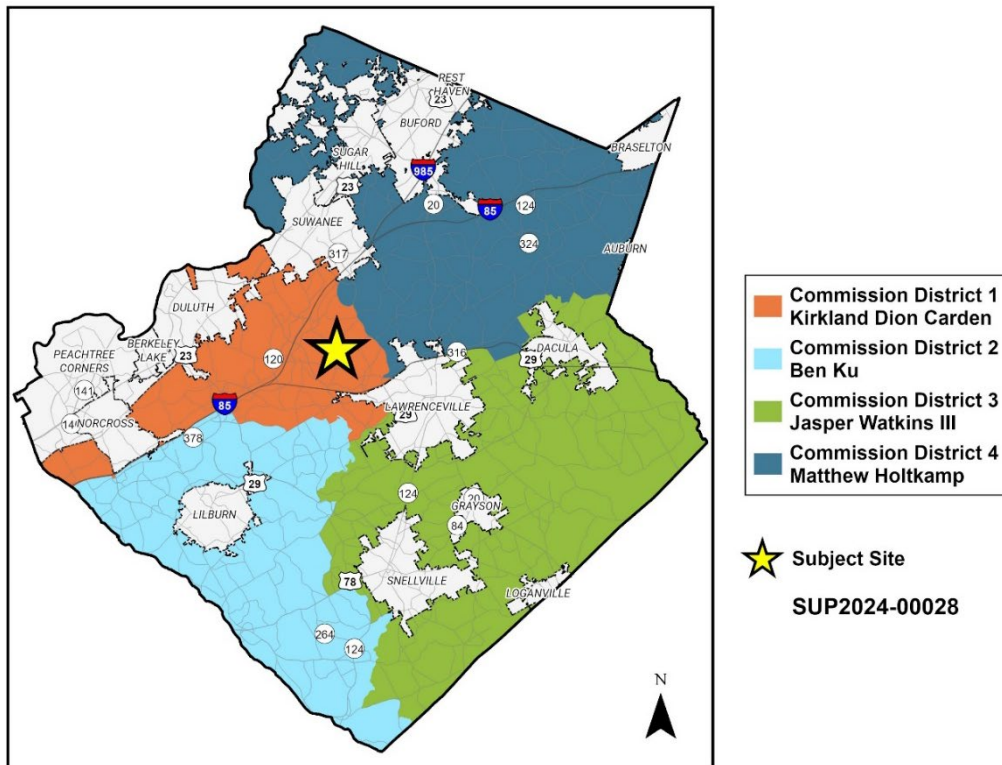 REST
HAVEN
23
BUFORD
BRASELTON
SUGAR
HILL
985
23
20
85
124
SUWANEE
324
317
AUBURN
DULUTH
BERKELEY
LAKE
23
120
PEACHTREE
CORNERS
141
316
29
DACULA
85
LAWRENCEVILLE
29
14
NORCROSS
378
29
124
20
GRAYSON
84
LILBURN
78
SNELLVILLE
LOGANVILLE
264
124
N
Commission District 1
Kirkland Dion Carden
Commission District 2
Ben Ku
Commission District 3
Jasper Watkins III
Commission District 4
Matthew Holtkamp
Subject Site
SUP2024-00028